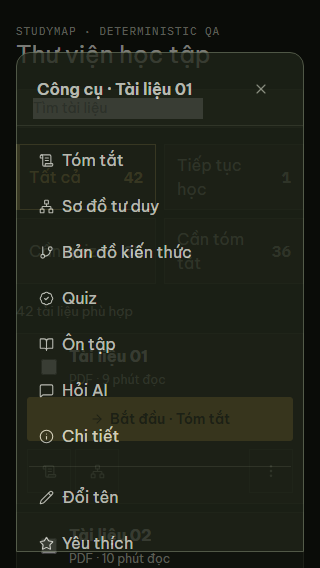 STUDYMAP · DETERMINISTIC QA
Thư viện học tập
Công cụ · Tài liệu 01
Tìm tài liệu
Tóm tắt
Tất cả 42
Tiếp tục học 1
Sơ đồ tư duy
Bản đồ kiến thức
Cần tóm tắt 36
Quiz
42 tài liệu phù hợp
Ôn tập
Tài liệu 01
PDF · 9 phút đọc
Hỏi AI
→ Bắt đầu · Tóm tắt
Chi tiết
Đổi tên
Tài liệu 02
Yêu thích
PDF · 10 phút đọc